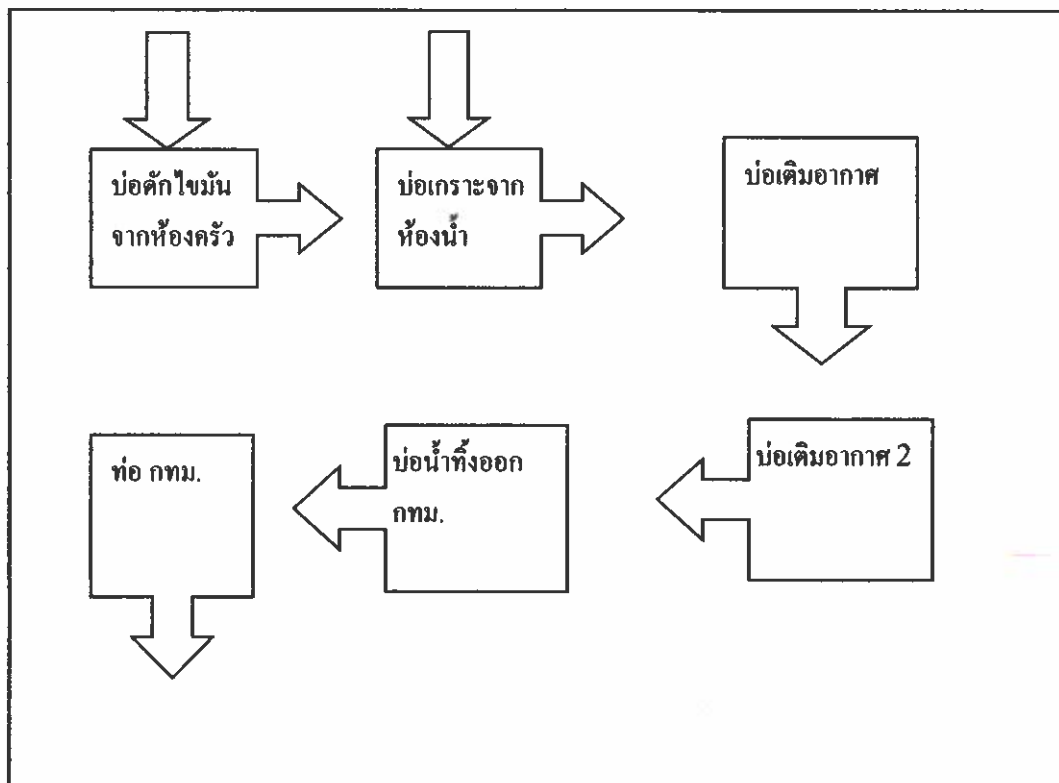 บ่อดักไขมัน
จากห้องครัว
บ่อเกราะจาก
ห้องน้ำ
บ่อเติมอากาศ
บ่อเติมอากาศ 2
บ่อน้ำทิ้งออก
กทม.
ท่อ กทม.